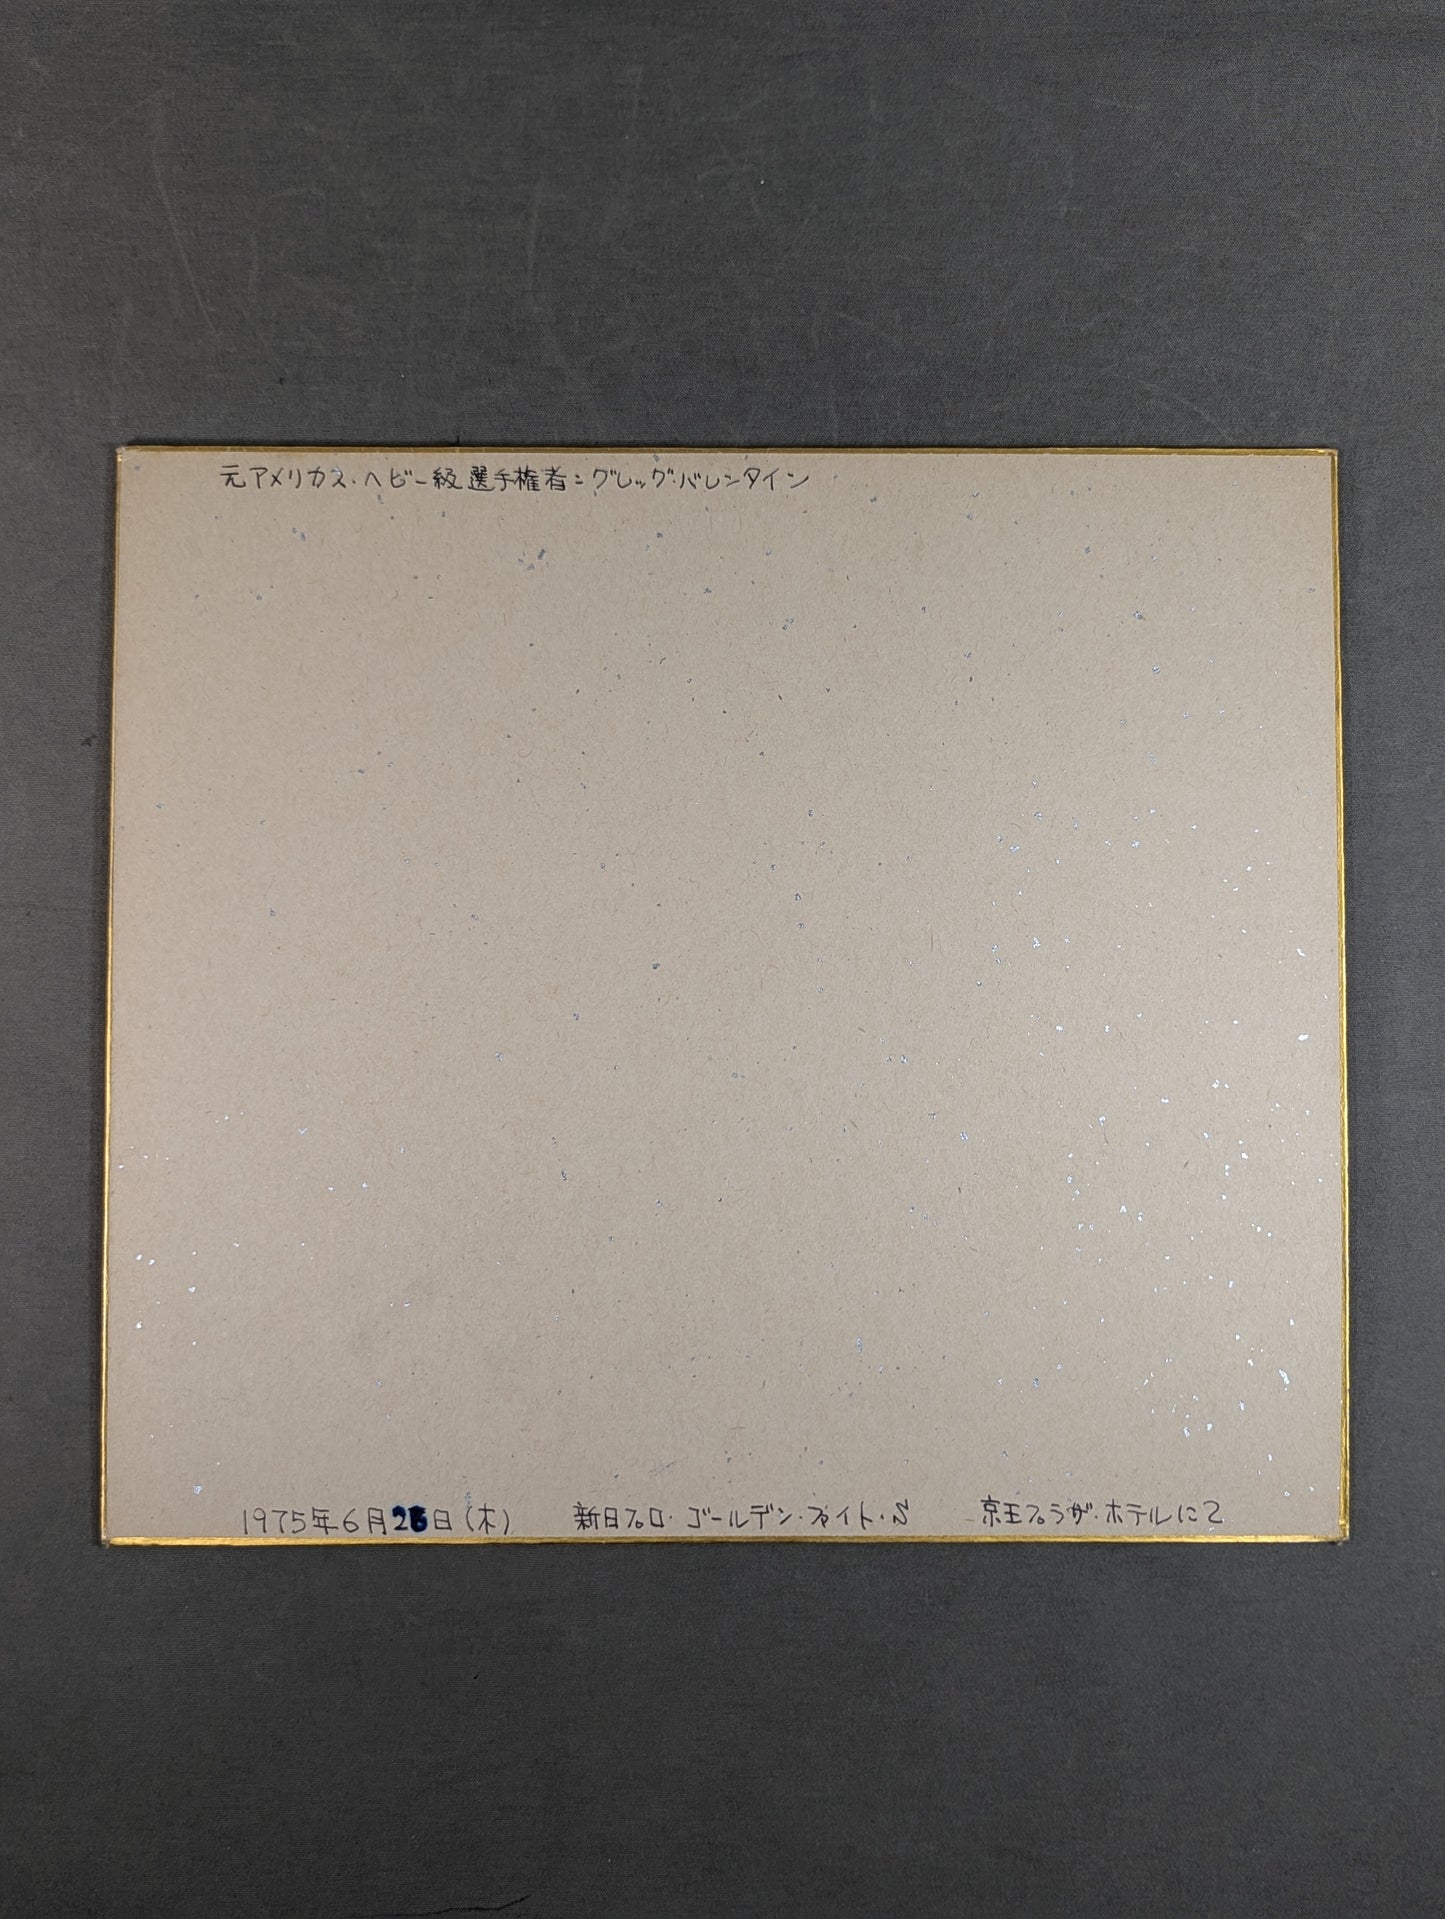 元アメリカス・ヘビー級選手権者：グレッグ・バレンタイン
1975年6月26日（木） 新日プロ・ゴールデン・ファイト・S 京王プラザ・ホテルにて